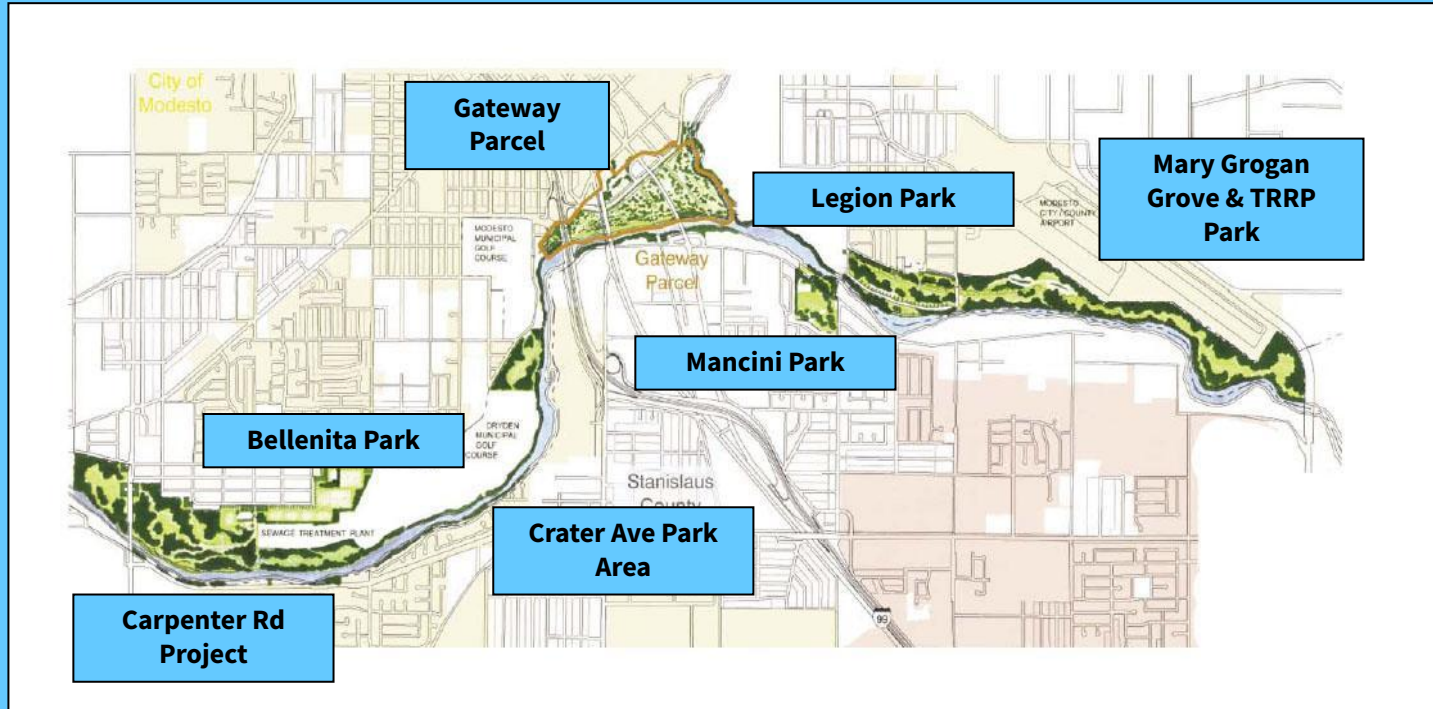 City of
Modesto
Gateway
Parcel
Mary Grogan
Grove & TRRP
Park
Legion Park
MODESTO
CITY / COUNTY
AIRPORT
MODESTO
MUNICIPAL
GOLF
COURSE
Gateway
Parcel
Mancini Park
Bellenita Park
DRYDEN
MUNICIPAL
GOLF
COURSE
Stanislaus
County
SEWAGE TREATMENT PLANT
Crater Ave Park
Area
Carpenter Rd
Project
99